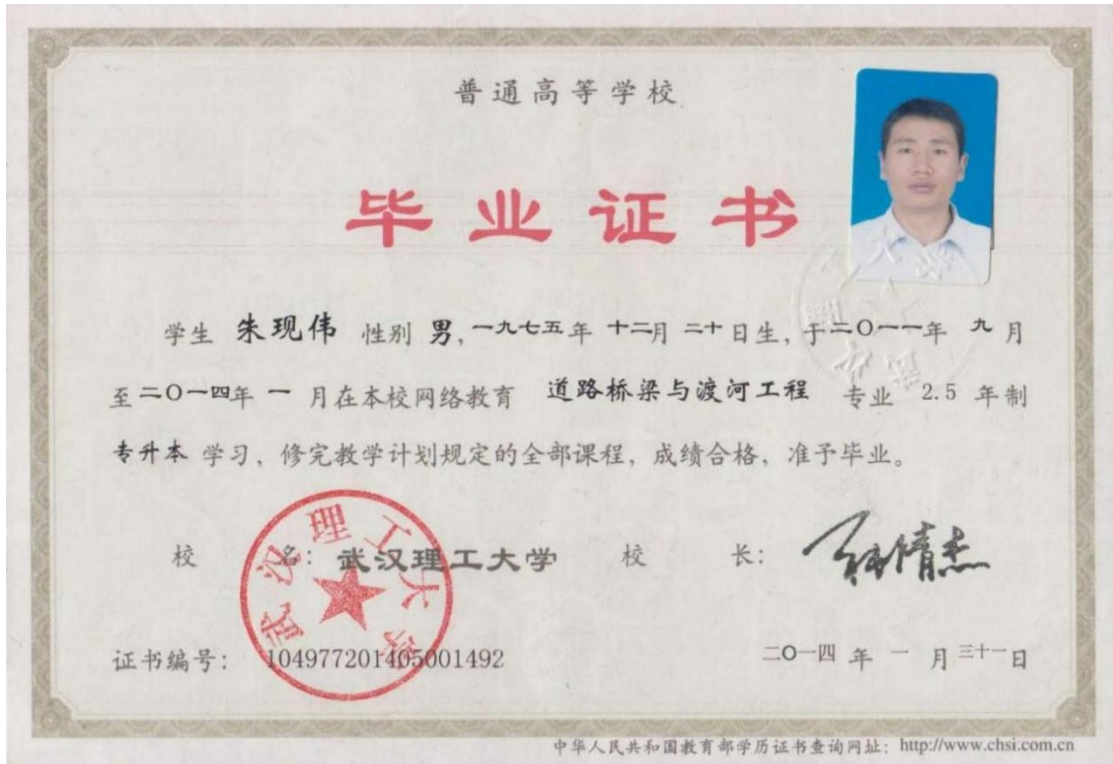 普通高等学校
毕业证书
学生 朱现伟 性别 男，一九七五年 十二月 二十日生，于二〇一一年 九月
至二〇一四年 一 月在本校网络教育 道路桥梁与渡河工程 专业 2.5 年制
专升本 学习，修完教学计划规定的全部课程，成绩合格，准予毕业。
校 名：武汉理工大学 校 长：
武汉理工大学
证书编号：104977201405001492 二〇一四 年 一 月 三十一日
中华人民共和国教育部学历证书查询网址：http://www.chsi.com.cn